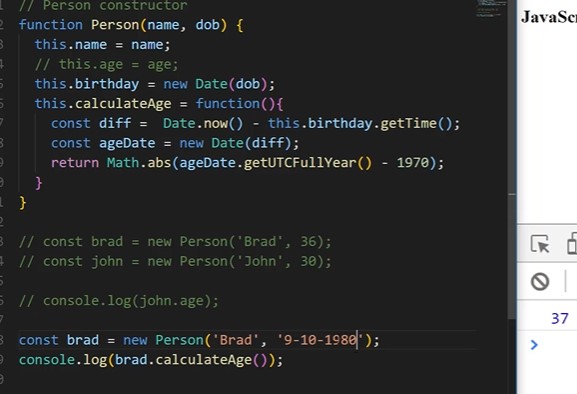 // Person constructor
function Person(name, dob) {
this.name = name;
// this.age = age;
this.birthday = new Date(dob);
this.calculateAge = function(){
const diff =  Date.now() - this.birthday.getTime();
const ageDate = new Date(diff);
return Math.abs(ageDate.getUTCFullYear() - 1970);
}
}
// const brad = new Person('Brad', 36);
// const john = new Person('John', 30);
// console.log(john.age);
const brad = new Person('Brad', '9-10-1980');
console.log(brad.calculateAge());
37
>